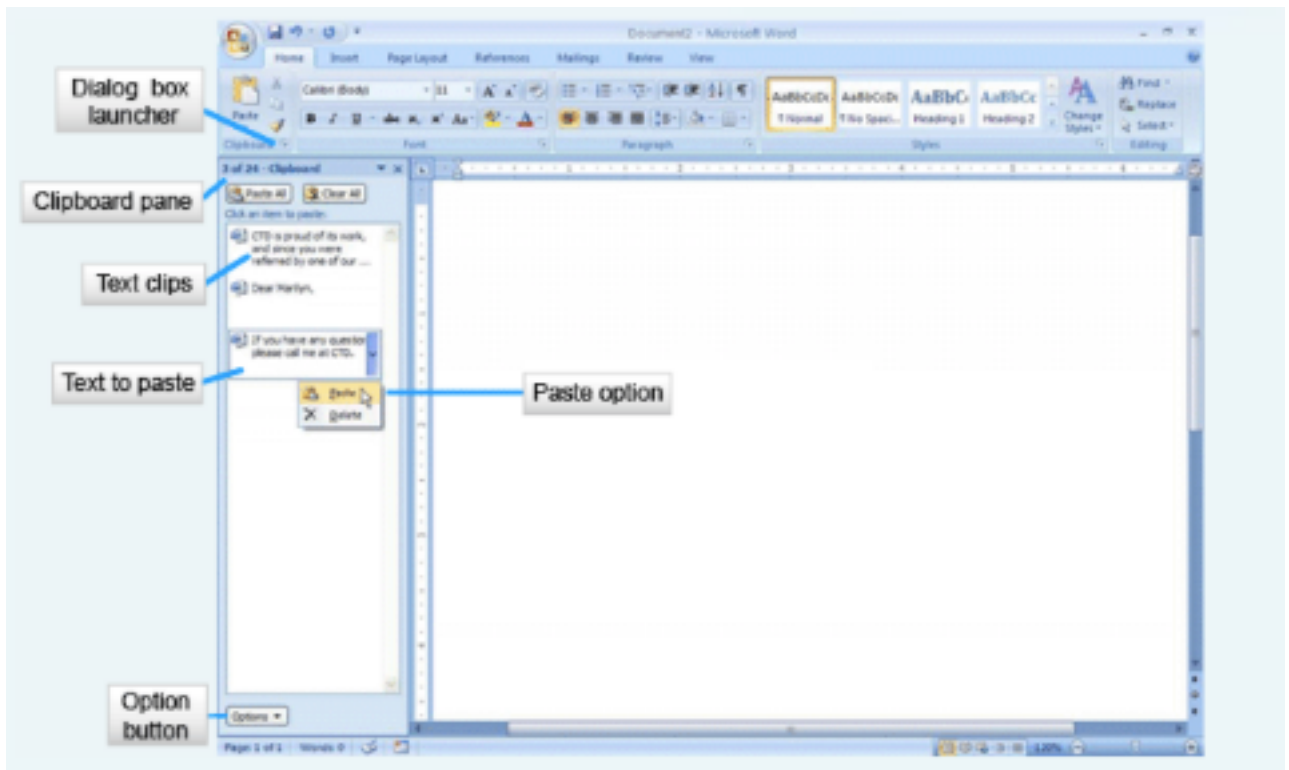 Document2 - Microsoft Word
Home Insert Page Layout References Mailings Review View
Dialog box
launcher
Calibri (Body) 11
Paste
AaBbCcDc AaBbCcDc AaBbC AaBbCc
¶ Normal ¶ No Spaci... Heading 1 Heading 2
Change
Styles
Find
Replace
Select
Clipboard Font Paragraph Styles Editing
3 of 24 - Clipboard
Clipboard pane
Paste All Clear All
Click an item to paste:
CTD is proud of its work,
and since you were
referred by one of our ...
Text clips
Dear Marilyn,
If you have any question
please call me at CTD.
Text to paste
Paste
Delete
Paste option
Option
button
Options
Page 1 of 1 Words: 0 120%